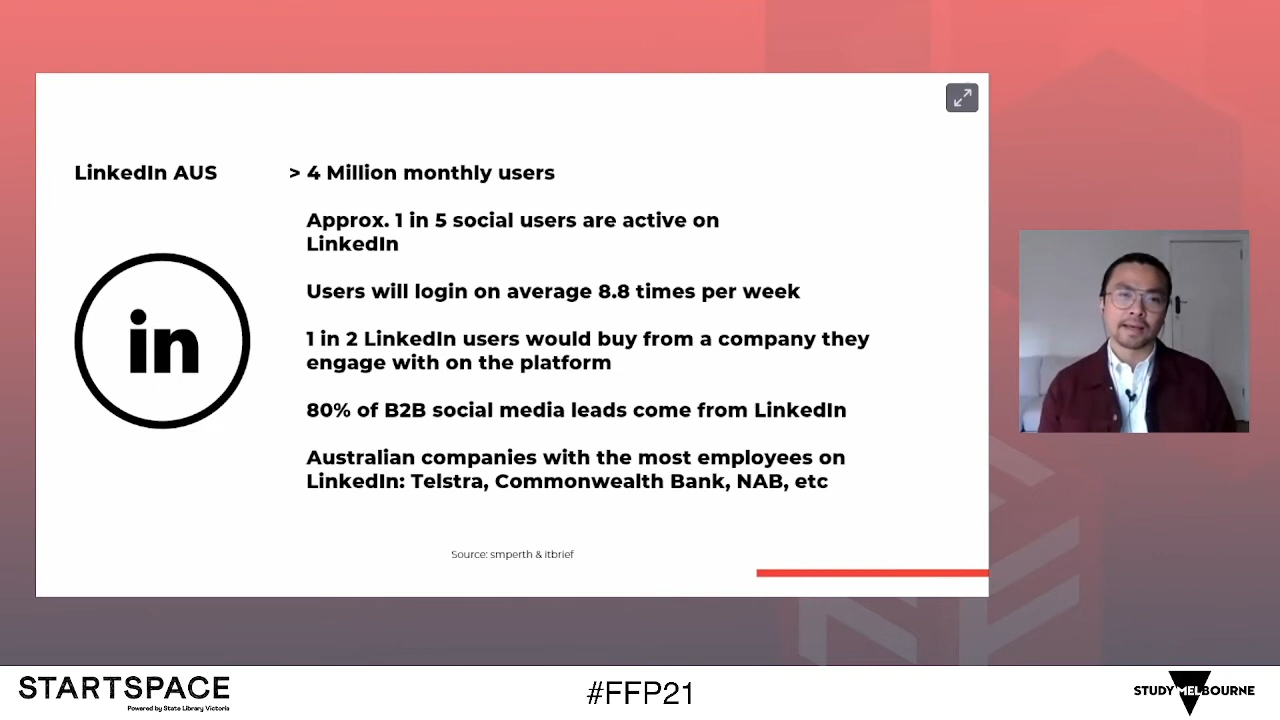 LinkedIn AUS
> 4 Million monthly users
Approx. 1 in 5 social users are active on
LinkedIn
Users will login on average 8.8 times per week
1 in 2 LinkedIn users would buy from a company they
engage with on the platform
80% of B2B social media leads come from LinkedIn
Australian companies with the most employees on
LinkedIn: Telstra, Commonwealth Bank, NAB, etc
in
Source: smperth & itbrief
STARTSPACE
Powered by State Library Victoria
#FFP21
STUDY MELBOURNE